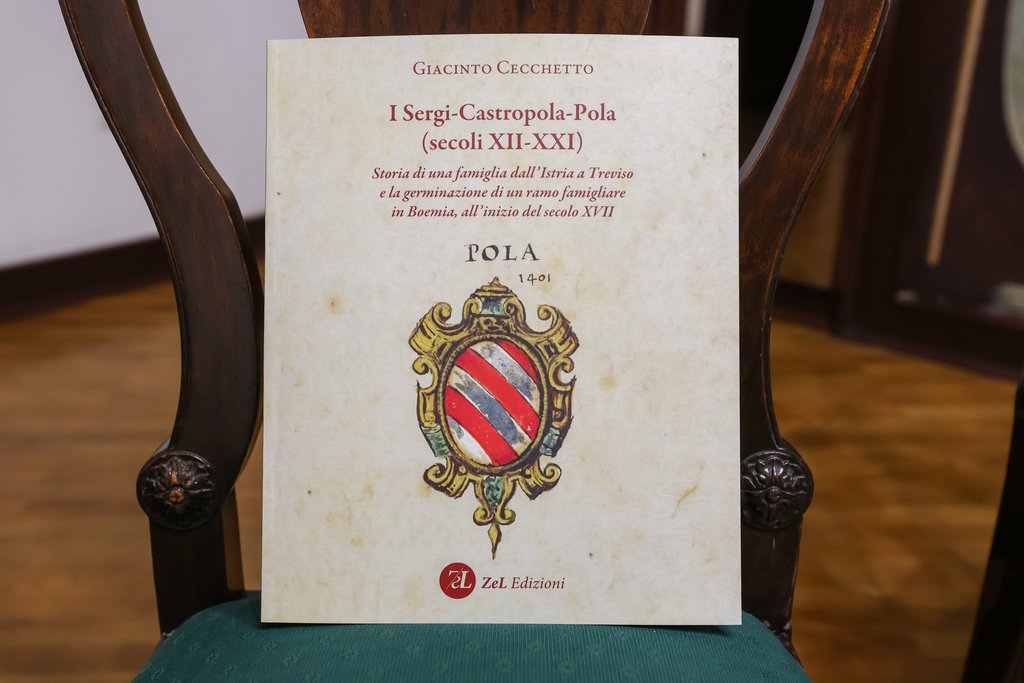 Giacinto Cecchetto
I Sergi-Castropola-Pola
(secoli XII-XXI)
Storia di una famiglia dall'Istria a Treviso
e la germinazione di un ramo famigliare
in Boemia, all'inizio del secolo XVII
POLA
1401
ZeL ZeL Edizioni